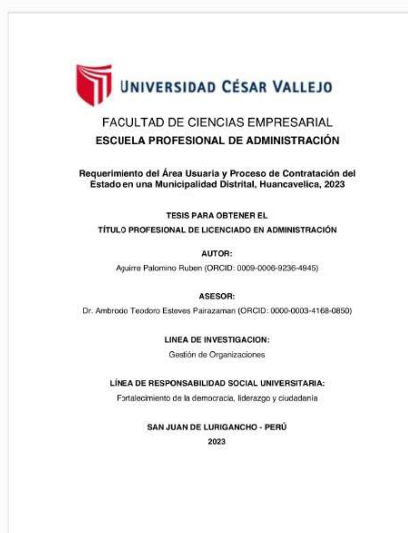 UNIVERSIDAD CÉSAR VALLEJO
FACULTAD DE CIENCIAS EMPRESARIAL
ESCUELA PROFESIONAL DE ADMINISTRACIÓN
Requerimiento del Área Usuaria y Proceso de Contratación del
Estado en una Municipalidad Distrital, Huancavelica, 2023
TESIS PARA OBTENER EL
TÍTULO PROFESIONAL DE LICENCIADO EN ADMINISTRACIÓN
AUTOR:
Aguirre Palomino Ruben (ORCID: 0009-0006-9236-4945)
ASESOR:
Dr. Ambrocio Teodoro Esteves Pairazaman (ORCID: 0000-0003-4168-0850)
LINEA DE INVESTIGACION:
Gestión de Organizaciones
LÍNEA DE RESPONSABILIDAD SOCIAL UNIVERSITARIA:
Fortalecimiento de la democracia, liderazgo y ciudadanía
SAN JUAN DE LURIGANCHO - PERÚ
2023